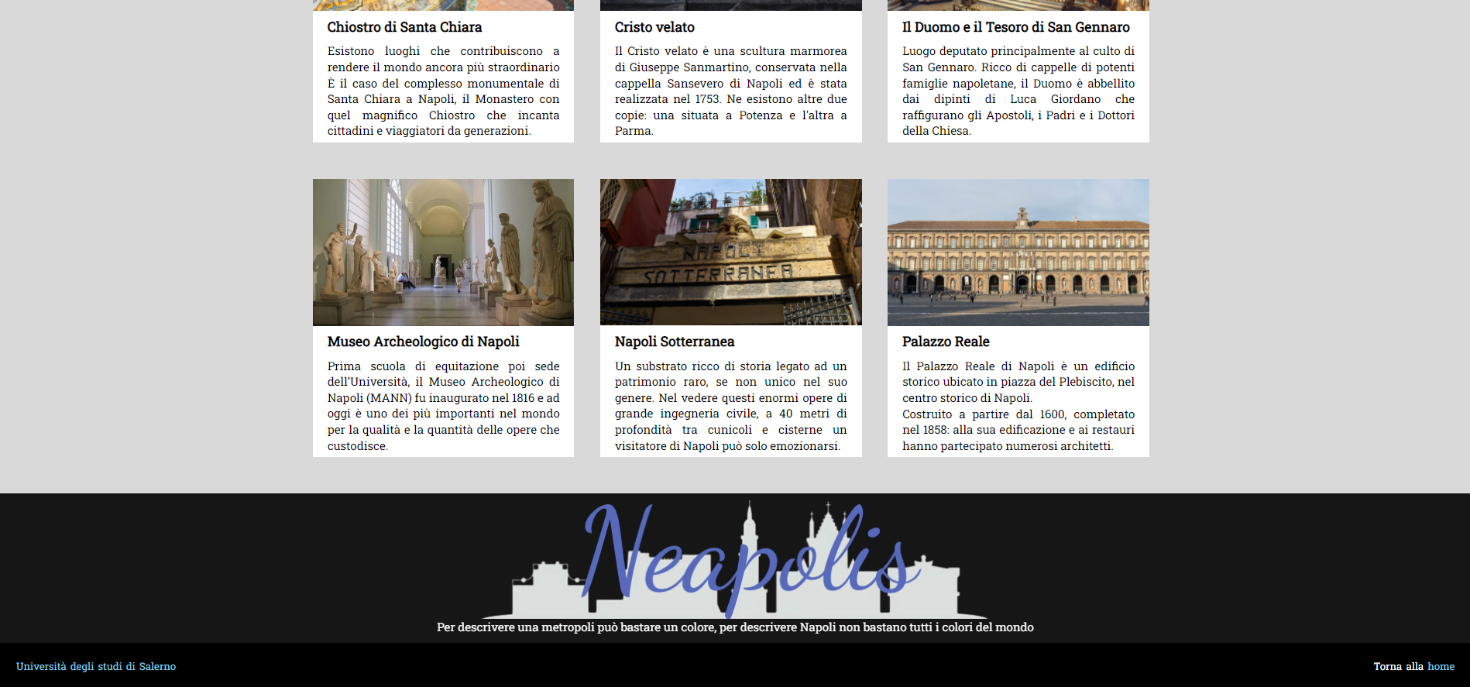 Chiostro di Santa Chiara
Esistono luoghi che contribuiscono a
rendere il mondo ancora più straordinario
È il caso del complesso monumentale di
Santa Chiara a Napoli, il Monastero con
quel magnifico Chiostro che incanta
cittadini e viaggiatori da generazioni.
Cristo velato
Il Cristo velato è una scultura marmorea
di Giuseppe Sanmartino, conservata nella
cappella Sansevero di Napoli ed è stata
realizzata nel 1753. Ne esistono altre due
copie: una situata a Potenza e l'altra a
Parma.
Il Duomo e il Tesoro di San Gennaro
Luogo deputato principalmente al culto di
San Gennaro. Ricco di cappelle di potenti
famiglie napoletane, il Duomo è abbellito
dai dipinti di Luca Giordano che
raffigurano gli Apostoli, i Padri e i Dottori
della Chiesa.
Museo Archeologico di Napoli
Prima scuola di equitazione poi sede
dell'Università, il Museo Archeologico di
Napoli (MANN) fu inaugurato nel 1816 e ad
oggi è uno dei più importanti nel mondo
per la qualità e la quantità delle opere che
custodisce.
NAPOLI
SOTTERRANEA
Napoli Sotterranea
Un substrato ricco di storia legato ad un
patrimonio raro, se non unico nel suo
genere. Nel vedere questi enormi opere di
grande ingegneria civile, a 40 metri di
profondità tra cunicoli e cisterne un
visitatore di Napoli può solo emozionarsi.
Palazzo Reale
Il Palazzo Reale di Napoli è un edificio
storico ubicato in piazza del Plebiscito, nel
centro storico di Napoli.
Costruito a partire dal 1600, completato
nel 1858: alla sua edificazione e ai restauri
hanno partecipato numerosi architetti.
Neapolis
Per descrivere una metropoli può bastare un colore, per descrivere Napoli non bastano tutti i colori del mondo
Università degli studi di Salerno
Torna alla home